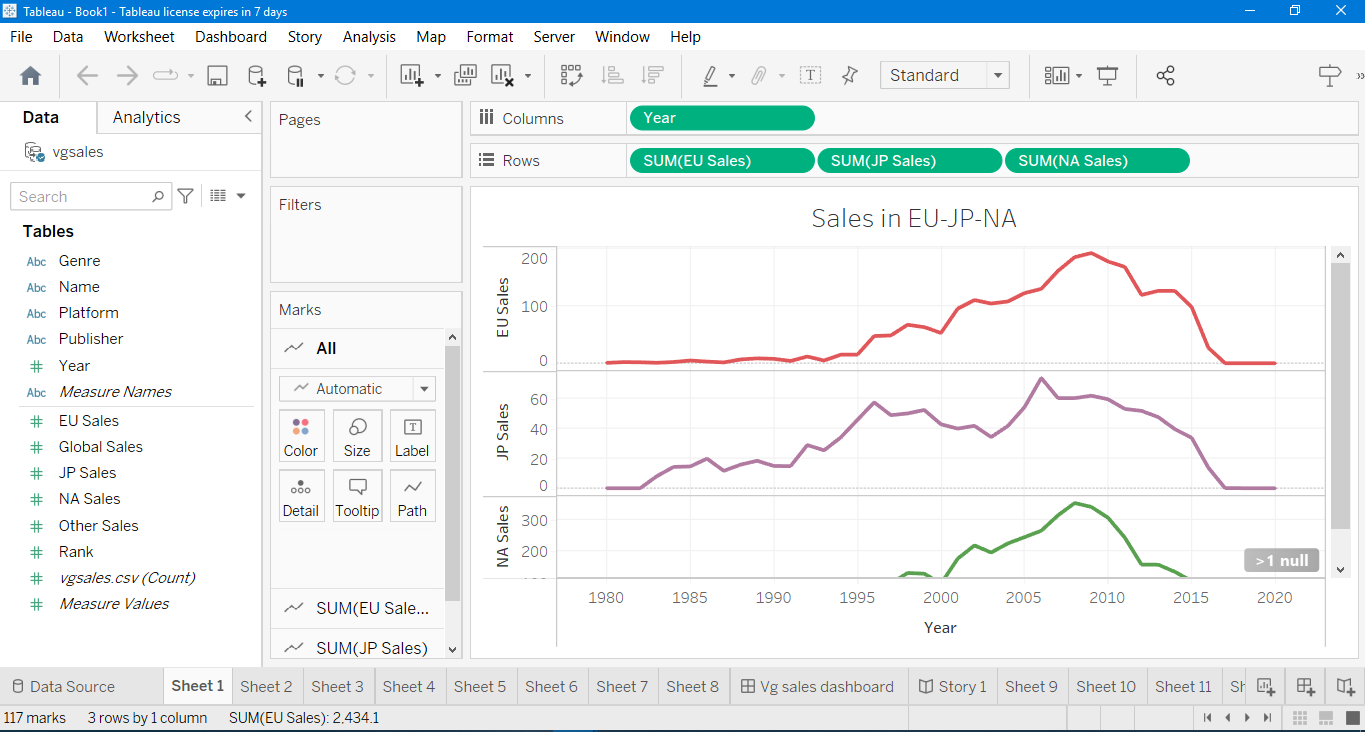 Tableau - Book1 - Tableau license expires in 7 days
File Data Worksheet Dashboard Story Analysis Map Format Server Window Help
Standard
Data Analytics
vgsales
Search
Tables
Abc Genre
Abc Name
Abc Platform
Abc Publisher
Year
Abc Measure Names
EU Sales
Global Sales
JP Sales
NA Sales
Other Sales
Rank
vgsales.csv (Count)
Measure Values
Pages
Filters
Marks
All
Automatic
Color Size Label
Detail Tooltip Path
SUM(EU Sale...
SUM(JP Sales)
Columns Year
Rows SUM(EU Sales) SUM(JP Sales) SUM(NA Sales)
Sales in EU-JP-NA
EU Sales
200
100
0
JP Sales
60
40
20
0
NA Sales
300
200
>1 null
1980 1985 1990 1995 2000 2005 2010 2015 2020
Year
Data Source Sheet 1 Sheet 2 Sheet 3 Sheet 4 Sheet 5 Sheet 6 Sheet 7 Sheet 8 Vg sales dashboard Story 1 Sheet 9 Sheet 10 Sheet 11
117 marks 3 rows by 1 column SUM(EU Sales): 2.434.1